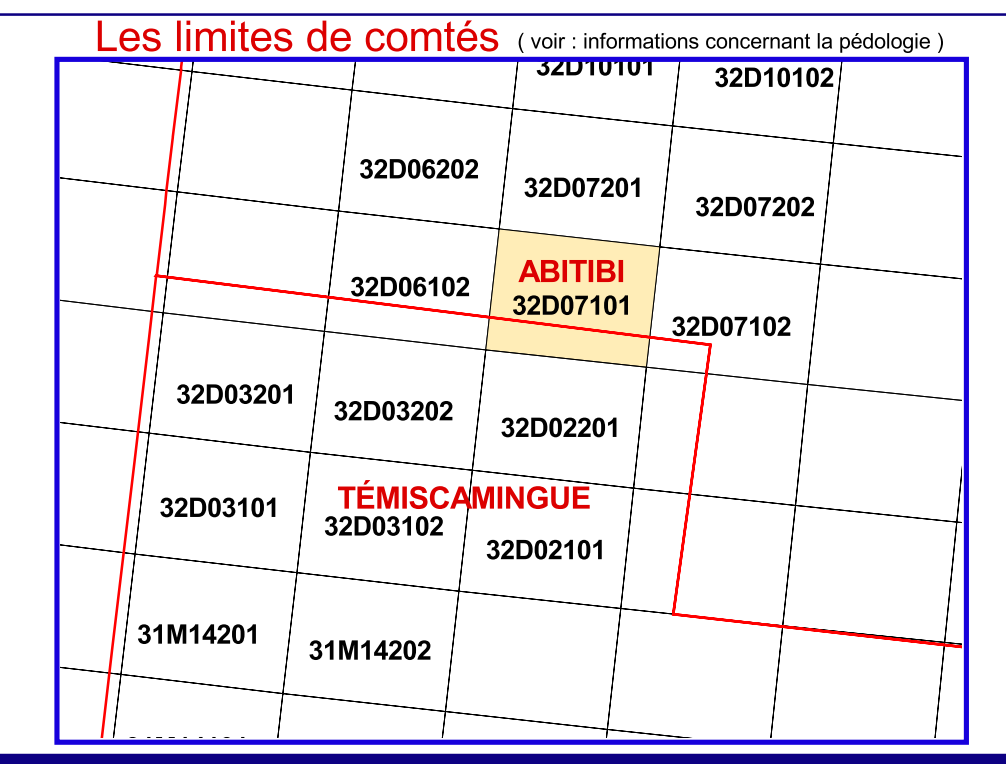 Les limites de comtés ( voir : informations concernant la pédologie )
32D10101
32D10102
32D06202
32D07201
32D07202
ABITIBI
32D06102
32D07101
32D07102
32D03201
32D03202
32D02201
TÉMISCAMINGUE
32D03101
32D03102
32D02101
31M14201
31M14202